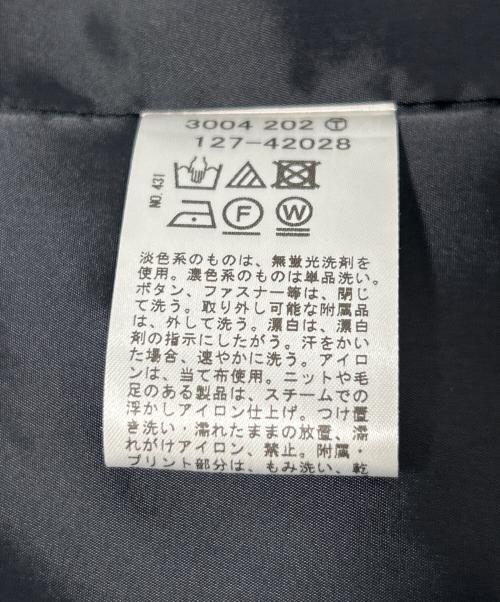 3004 202 Ⓣ
127-42028
NO.431
Ⓕ Ⓦ
淡色系のものは、無蛍光洗剤を
使用。濃色系のものは単品洗い。
ボタン、ファスナー等は、閉じ
て洗う。取り外し可能な附属品
は、外して洗う。漂白は、漂白
剤の指示にしたがう。汗をかい
た場合、速やかに洗う。アイロ
ンは、当て布使用。ニットや毛
足のある製品は、スチームでの
浮かしアイロン仕上げ。つけ置
き洗い・濡れたままの放置、濡
れがけアイロン、禁止。附属・
プリント部分は、もみ洗い、乾